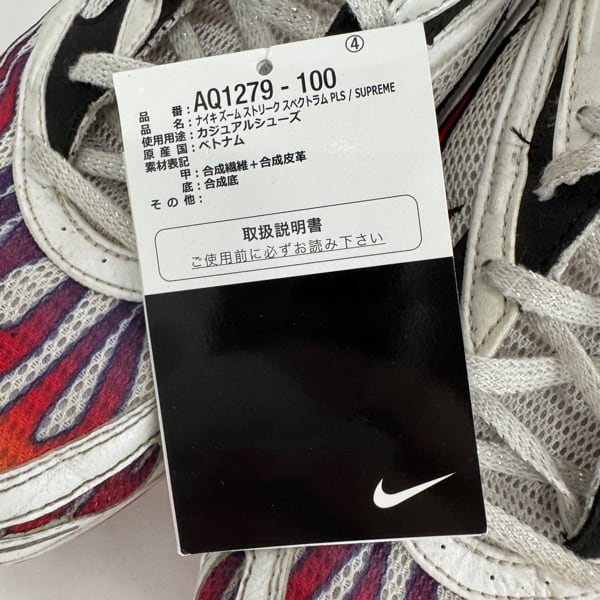 ④
品番：AQ1279 - 100
品名：ナイキ ズーム ストリーク スペクトラム PLS / SUPREME
使用用途：カジュアルシューズ
原産国：ベトナム
素材表記
甲：合成繊維＋合成皮革
底：合成底
その他：
取扱説明書
ご使用前に必ずお読み下さい